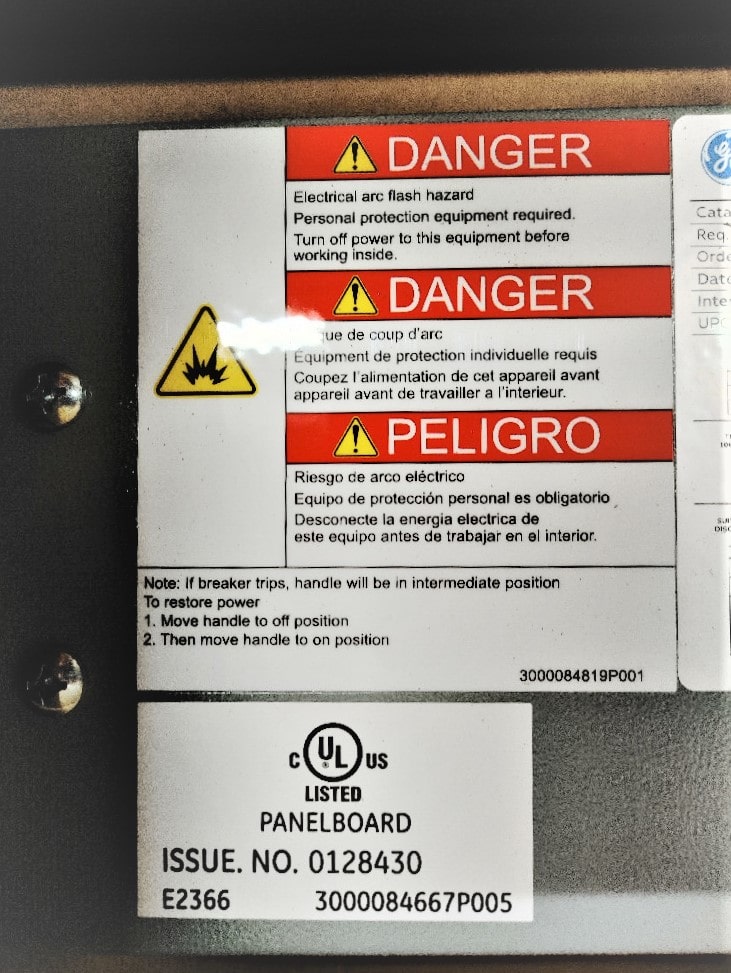 DANGER
Electrical arc flash hazard
Personal protection equipment required.
Turn off power to this equipment before
working inside.
DANGER
de coup d'arc
Equipment de protection individuelle requis
Coupez l'alimentation de cet appareil avant
appareil avant de travailler a l'interieur.
PELIGRO
Riesgo de arco eléctrico
Equipo de protección personal es obligatorio
Desconecte la energia electrica de
este equipo antes de trabajar en el interior.
Note: If breaker trips, handle will be in intermediate position
To restore power
1. Move handle to off position
2. Then move handle to on position
3000084819P001
C UL US
LISTED
PANELBOARD
ISSUE. NO. 0128430
E2366 3000084667P005
Req.